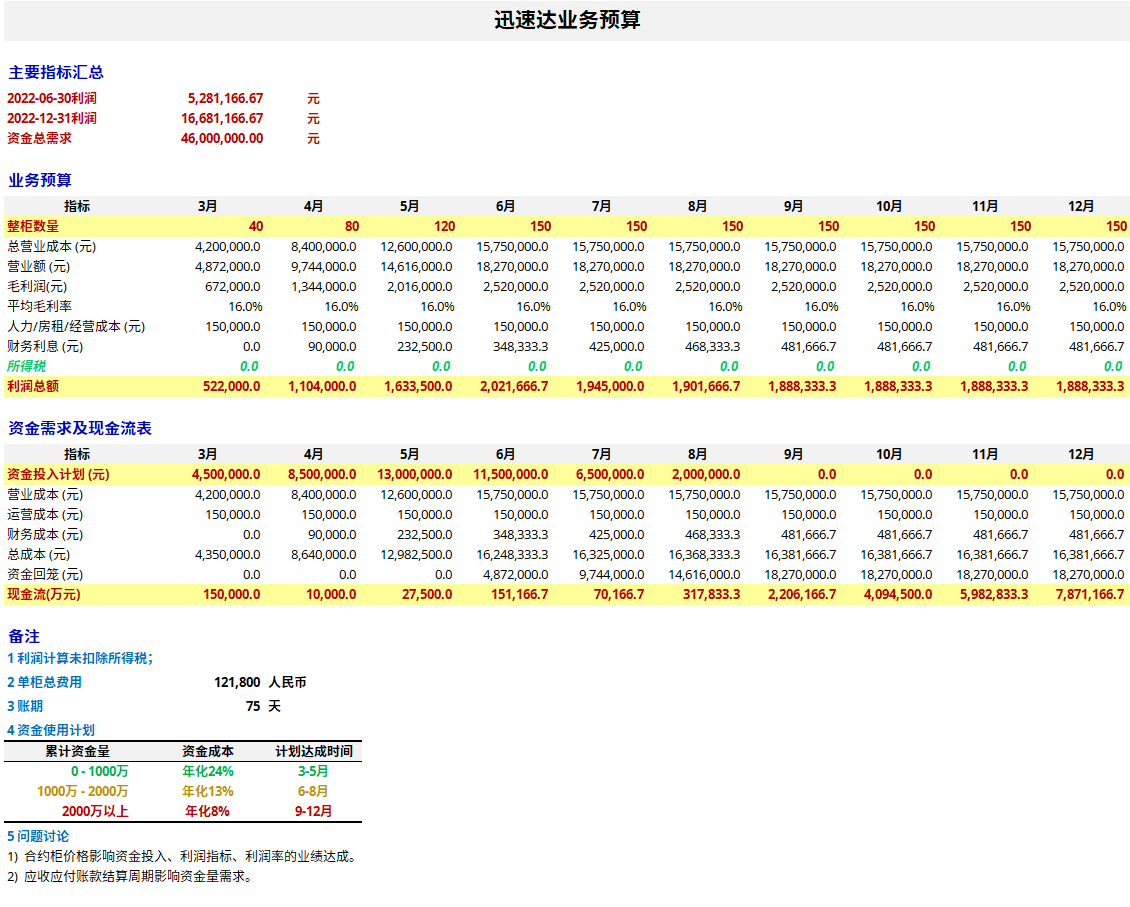 迅速达业务预算
主要指标汇总
2022-06-30利润 5,281,166.67 元
2022-12-31利润 16,681,166.67 元
资金总需求 46,000,000.00 元
业务预算
指标 3月 4月 5月 6月 7月 8月 9月 10月 11月 12月
整柜数量 40 80 120 150 150 150 150 150 150 150
总营业成本 (元) 4,200,000.0 8,400,000.0 12,600,000.0 15,750,000.0 15,750,000.0 15,750,000.0 15,750,000.0 15,750,000.0 15,750,000.0 15,750,000.0
营业额 (元) 4,872,000.0 9,744,000.0 14,616,000.0 18,270,000.0 18,270,000.0 18,270,000.0 18,270,000.0 18,270,000.0 18,270,000.0 18,270,000.0
毛利润(元) 672,000.0 1,344,000.0 2,016,000.0 2,520,000.0 2,520,000.0 2,520,000.0 2,520,000.0 2,520,000.0 2,520,000.0 2,520,000.0
平均毛利率 16.0% 16.0% 16.0% 16.0% 16.0% 16.0% 16.0% 16.0% 16.0% 16.0%
人力/房租/经营成本 (元) 150,000.0 150,000.0 150,000.0 150,000.0 150,000.0 150,000.0 150,000.0 150,000.0 150,000.0 150,000.0
财务利息 (元) 0.0 90,000.0 232,500.0 348,333.3 425,000.0 468,333.3 481,666.7 481,666.7 481,666.7 481,666.7
所得税 0.0 0.0 0.0 0.0 0.0 0.0 0.0 0.0 0.0 0.0
利润总额 522,000.0 1,104,000.0 1,633,500.0 2,021,666.7 1,945,000.0 1,901,666.7 1,888,333.3 1,888,333.3 1,888,333.3 1,888,333.3
资金需求及现金流表
指标 3月 4月 5月 6月 7月 8月 9月 10月 11月 12月
资金投入计划 (元) 4,500,000.0 8,500,000.0 13,000,000.0 11,500,000.0 6,500,000.0 2,000,000.0 0.0 0.0 0.0 0.0
营业成本 (元) 4,200,000.0 8,400,000.0 12,600,000.0 15,750,000.0 15,750,000.0 15,750,000.0 15,750,000.0 15,750,000.0 15,750,000.0 15,750,000.0
运营成本 (元) 150,000.0 150,000.0 150,000.0 150,000.0 150,000.0 150,000.0 150,000.0 150,000.0 150,000.0 150,000.0
财务成本 (元) 0.0 90,000.0 232,500.0 348,333.3 425,000.0 468,333.3 481,666.7 481,666.7 481,666.7 481,666.7
总成本 (元) 4,350,000.0 8,640,000.0 12,982,500.0 16,248,333.3 16,325,000.0 16,368,333.3 16,381,666.7 16,381,666.7 16,381,666.7 16,381,666.7
资金回笼 (元) 0.0 0.0 0.0 4,872,000.0 9,744,000.0 14,616,000.0 18,270,000.0 18,270,000.0 18,270,000.0 18,270,000.0
现金流(万元) 150,000.0 10,000.0 27,500.0 151,166.7 70,166.7 317,833.3 2,206,166.7 4,094,500.0 5,982,833.3 7,871,166.7
备注
1 利润计算未扣除所得税；
2 单柜总费用 121,800 人民币
3 账期 75 天
4 资金使用计划
累计资金量 资金成本 计划达成时间
0 - 1000万 年化24% 3-5月
1000万 - 2000万 年化13% 6-8月
2000万以上 年化8% 9-12月
5 问题讨论
1) 合约柜价格影响资金投入、利润指标、利润率的业绩达成。
2) 应收应付账款结算周期影响资金量需求。